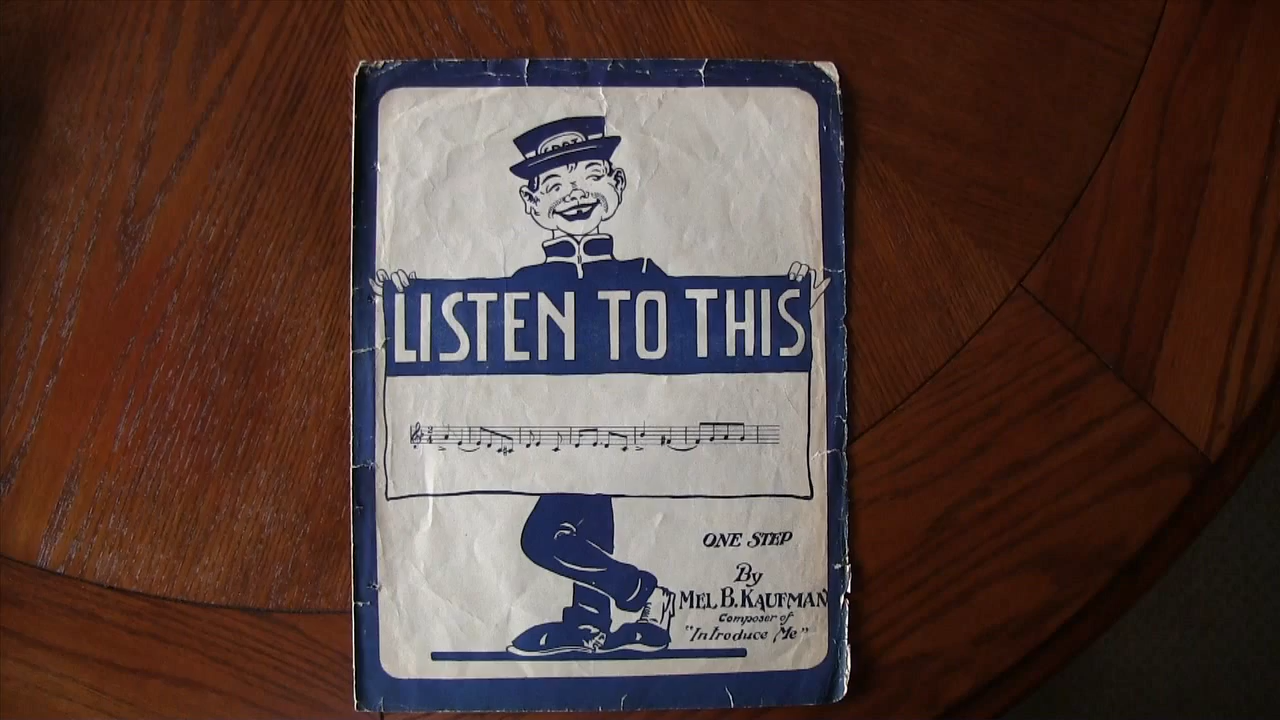 LISTEN TO THIS
ONE STEP
By
MEL B. KAUFMAN
Composer of
"Introduce Me"